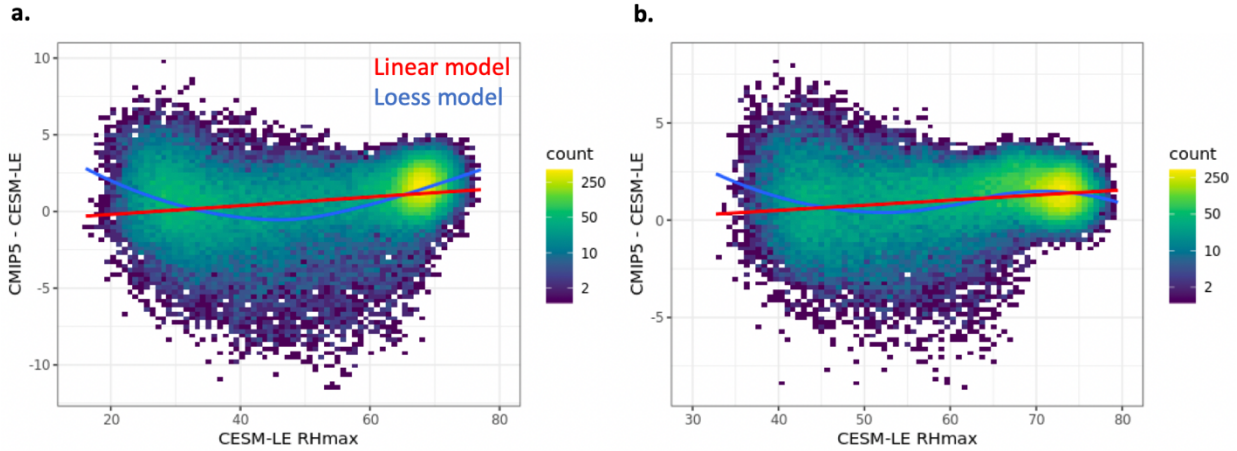 a.
b.
Linear model
Loess model
10
5
0
-5
-10
20
40
60
80
CMIP5 - CESM-LE
CESM-LE RHmax
count
250
50
10
2
5
0
-5
30
40
50
60
70
80
CMIP5 - CESM-LE
CESM-LE RHmax
count
250
50
10
2